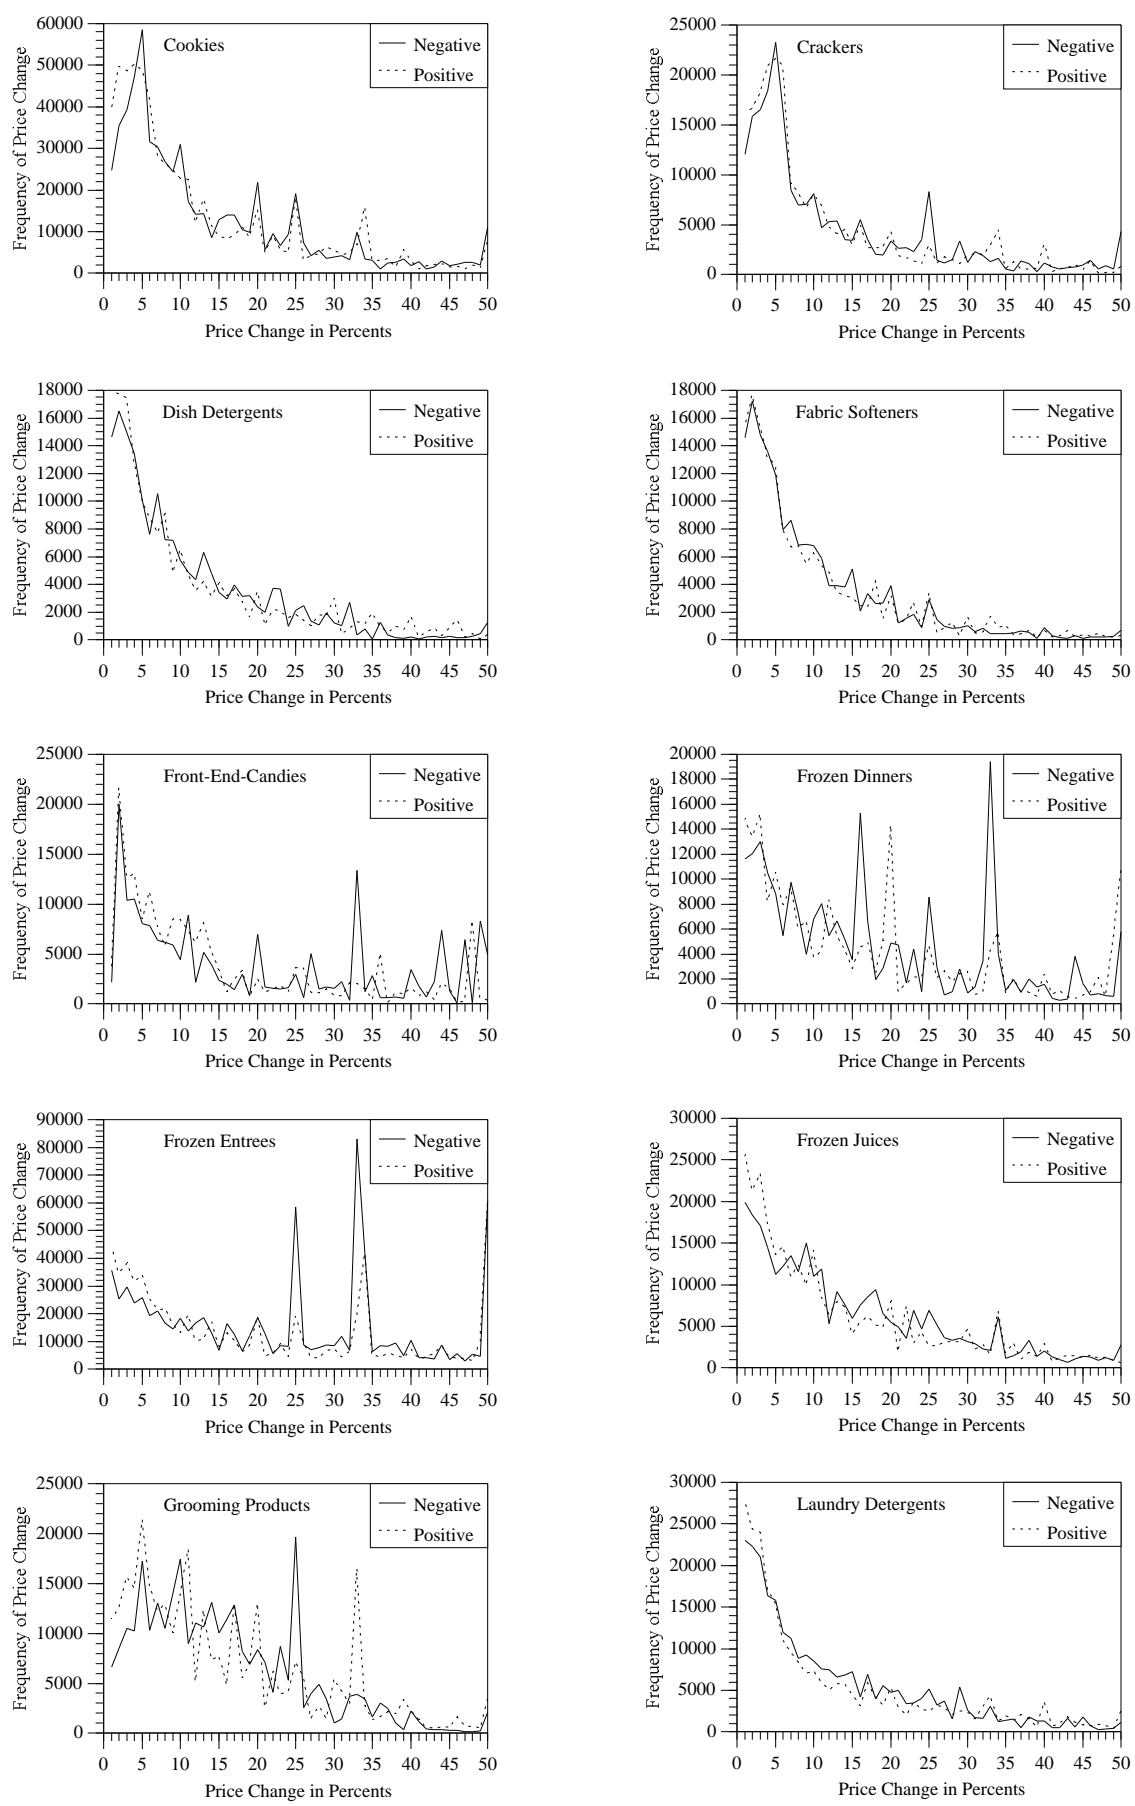 Cookies
Negative
Positive
Frequency of Price Change
60000
50000
40000
30000
20000
10000
0
0 5 10 15 20 25 30 35 40 45 50
Price Change in Percents
Crackers
Negative
Positive
Frequency of Price Change
25000
20000
15000
10000
5000
0
0 5 10 15 20 25 30 35 40 45 50
Price Change in Percents
Dish Detergents
Negative
Positive
Frequency of Price Change
18000
16000
14000
12000
10000
8000
6000
4000
2000
0
0 5 10 15 20 25 30 35 40 45 50
Price Change in Percents
Fabric Softeners
Negative
Positive
Frequency of Price Change
18000
16000
14000
12000
10000
8000
6000
4000
2000
0
0 5 10 15 20 25 30 35 40 45 50
Price Change in Percents
Front-End-Candies
Negative
Positive
Frequency of Price Change
25000
20000
15000
10000
5000
0
0 5 10 15 20 25 30 35 40 45 50
Price Change in Percents
Frozen Dinners
Negative
Positive
Frequency of Price Change
20000
18000
16000
14000
12000
10000
8000
6000
4000
2000
0
0 5 10 15 20 25 30 35 40 45 50
Price Change in Percents
Frozen Entrees
Negative
Positive
Frequency of Price Change
90000
80000
70000
60000
50000
40000
30000
20000
10000
0
0 5 10 15 20 25 30 35 40 45 50
Price Change in Percents
Frozen Juices
Negative
Positive
Frequency of Price Change
30000
25000
20000
15000
10000
5000
0
0 5 10 15 20 25 30 35 40 45 50
Price Change in Percents
Grooming Products
Negative
Positive
Frequency of Price Change
25000
20000
15000
10000
5000
0
0 5 10 15 20 25 30 35 40 45 50
Price Change in Percents
Laundry Detergents
Negative
Positive
Frequency of Price Change
30000
25000
20000
15000
10000
5000
0
0 5 10 15 20 25 30 35 40 45 50
Price Change in Percents